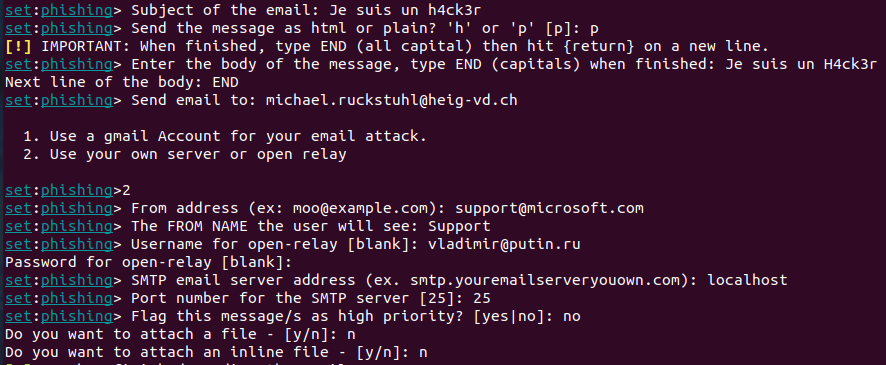 set:phishing> Subject of the email: Je suis un h4ck3r
set:phishing> Send the message as html or plain? 'h' or 'p' [p]: p
[!] IMPORTANT: When finished, type END (all capital) then hit {return} on a new line.
set:phishing> Enter the body of the message, type END (capitals) when finished: Je suis un H4ck3r
Next line of the body: END
set:phishing> Send email to: michael.ruckstuhl@heig-vd.ch
1. Use a gmail Account for your email attack.
2. Use your own server or open relay
set:phishing>2
set:phishing> From address (ex: moo@example.com): support@microsoft.com
set:phishing> The FROM NAME the user will see: Support
set:phishing> Username for open-relay [blank]: vladimir@putin.ru
Password for open-relay [blank]:
set:phishing> SMTP email server address (ex. smtp.youremailserveryouown.com): localhost
set:phishing> Port number for the SMTP server [25]: 25
set:phishing> Flag this message/s as high priority? [yes|no]: no
Do you want to attach a file - [y/n]: n
Do you want to attach an inline file - [y/n]: n